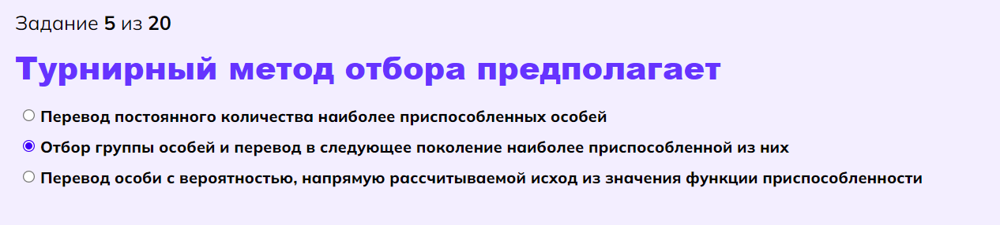 Задание 5 из 20
Турнирный метод отбора предполагает
Перевод постоянного количества наиболее приспособленных особей
Отбор группы особей и перевод в следующее поколение наиболее приспособленной из них
Перевод особи с вероятностью, напрямую рассчитываемой исход из значения функции приспособленности